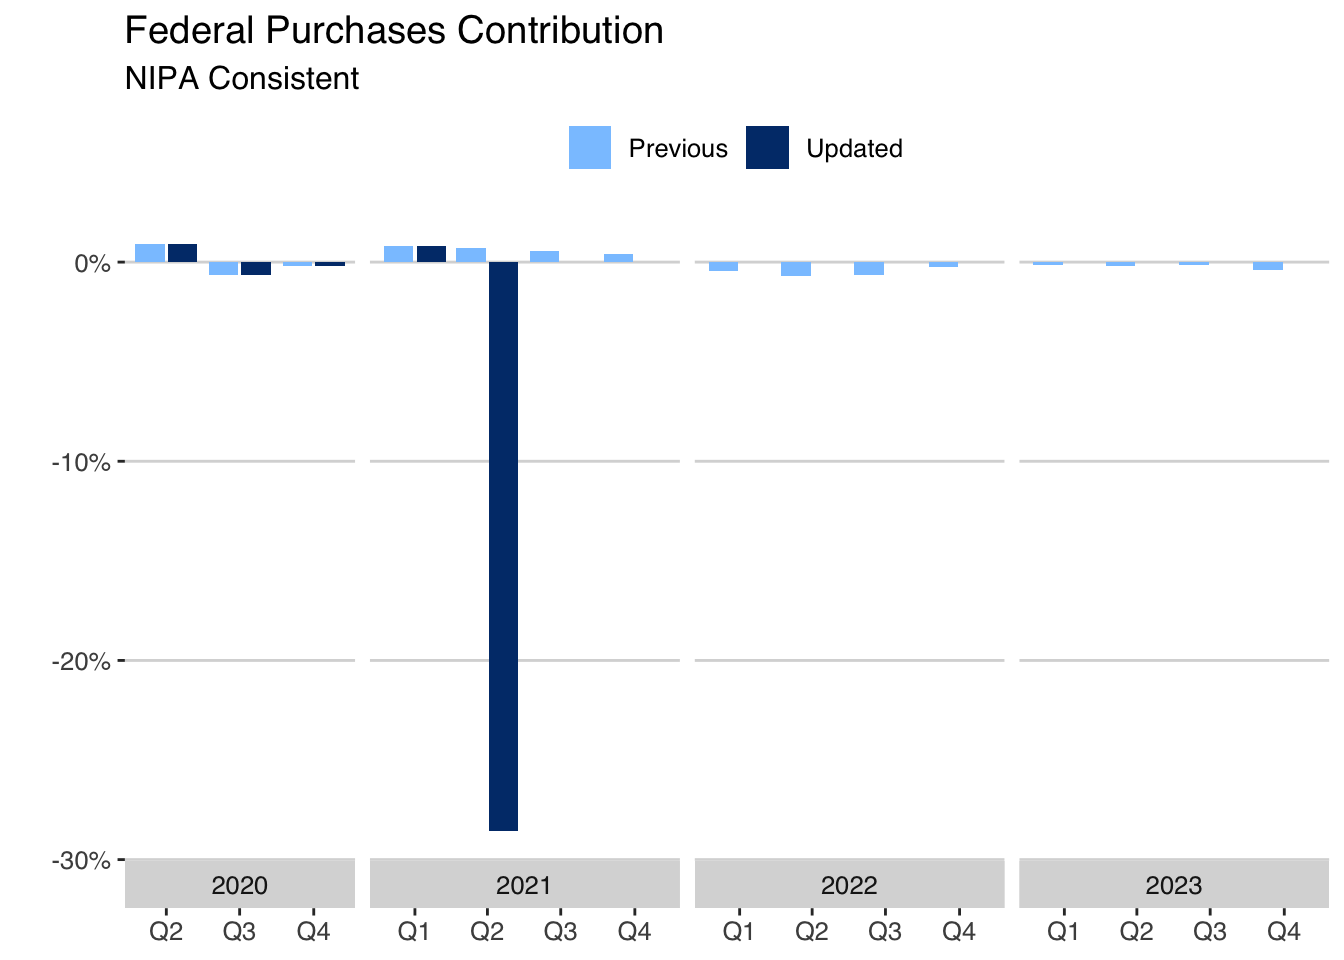 Federal Purchases Contribution
NIPA Consistent
Previous Updated
0%
-10%
-20%
-30%
2020 2021 2022 2023
Q2 Q3 Q4 Q1 Q2 Q3 Q4 Q1 Q2 Q3 Q4 Q1 Q2 Q3 Q4